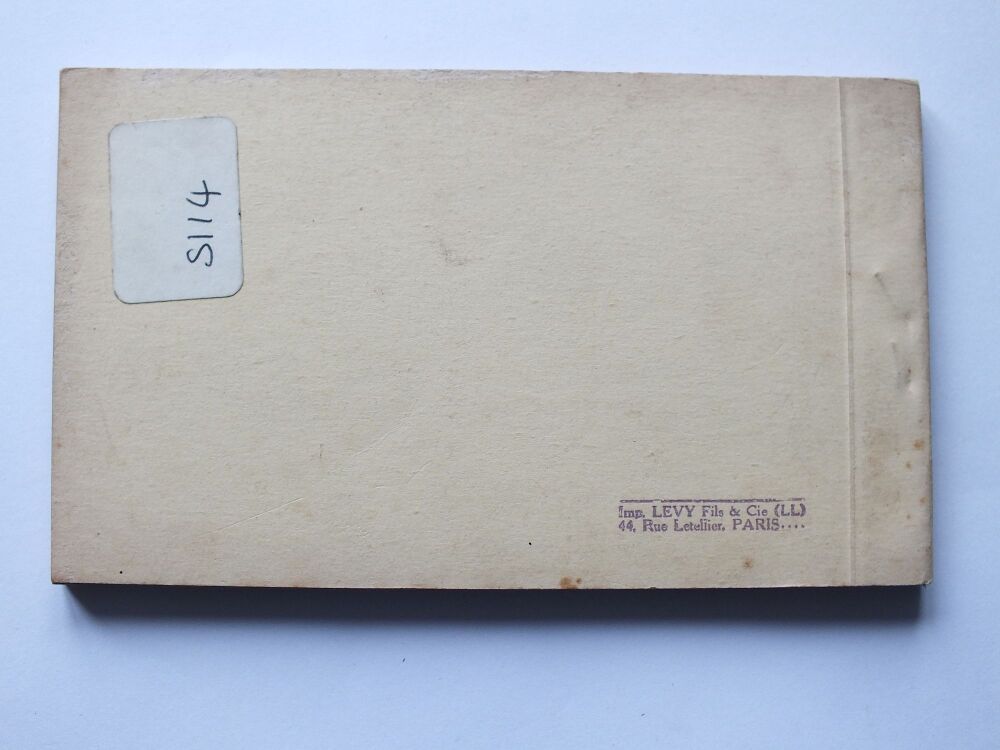 S114
Imp. LEVY Fils & Cie (LL)
44, Rue Letellier, PARIS....